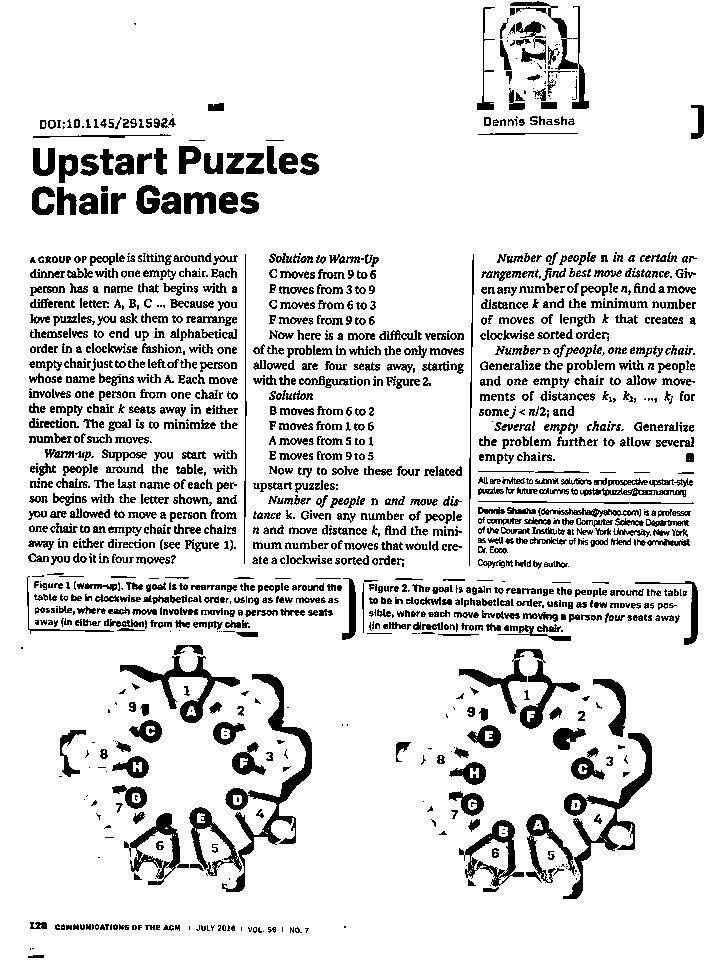 DOI:10.1145/2915924
Dennis Shasha
Upstart Puzzles
Chair Games
A GROUP OF people is sitting around your
dinner table with one empty chair. Each
person has a name that begins with a
different letter: A, B, C ... Because you
love puzzles, you ask them to rearrange
themselves to end up in alphabetical
order in a clockwise fashion, with one
empty chair just to the left of the person
whose name begins with A. Each move
involves one person from one chair to
the empty chair k seats away in either
direction. The goal is to minimize the
number of such moves.
Warm-up. Suppose you start with
eight people around the table, with
nine chairs. The last name of each per-
son begins with the letter shown, and
you are allowed to move a person from
one chair to an empty chair three chairs
away in either direction (see Figure 1).
Can you do it in four moves?
Solution to Warm-Up
C moves from 9 to 6
F moves from 3 to 9
C moves from 6 to 3
F moves from 9 to 6
Now here is a more difficult version
of the problem in which the only moves
allowed are four seats away, starting
with the configuration in Figure 2.
Solution
B moves from 6 to 2
F moves from 1 to 6
A moves from 5 to 1
E moves from 9 to 5
Now try to solve these four related
upstart puzzles:
Number of people n and move dis-
tance k. Given any number of people
n and move distance k, find the mini-
mum number of moves that would cre-
ate a clockwise sorted order;
Number of people n in a certain ar-
rangement, find best move distance. Giv-
en any number of people n, find a move
distance k and the minimum number
of moves of length k that creates a
clockwise sorted order;
Number n of people, one empty chair.
Generalize the problem with n people
and one empty chair to allow move-
ments of distances k1, k2, ..., kj for
some j < n/2; and
Several empty chairs. Generalize
the problem further to allow several
empty chairs.
All are invited to submit solutions and prospective upstart-style
puzzles for future columns to upstartpuzzles@cacm.acm.org
Dennis Shasha (dennisshasha@yahoo.com) is a professor
of computer science in the Computer Science Department
of the Courant Institute at New York University, New York,
as well as the chronicler of his good friend the omniheurist
Dr. Ecco.
Copyright held by author.
Figure 1 (warm-up). The goal is to rearrange the people around the
table to be in clockwise alphabetical order, using as few moves as
possible, where each move involves moving a person three seats
away (in either direction) from the empty chair.
Figure 2. The goal is again to rearrange the people around the table
to be in clockwise alphabetical order, using as few moves as pos-
sible, where each move involves moving a person four seats away
(in either direction) from the empty chair.
1
A
9
2
C
B
8
H
F
3
7
G
D
4
E
6
5
1
F
9
2
E
8
H
C
3
7
G
D
4
B
A
6
5
128 COMMUNICATIONS OF THE ACM | JULY 2016 | VOL. 59 | NO. 7